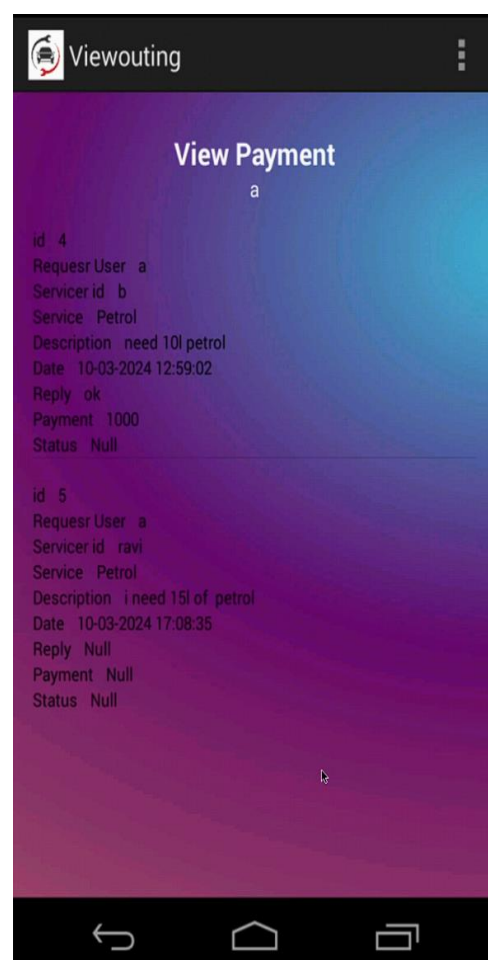 Viewouting
View Payment
a
id 4
Requesr User a
Servicer id b
Service Petrol
Description need 10l petrol
Date 10-03-2024 12:59:02
Reply ok
Payment 1000
Status Null
id 5
Requesr User a
Servicer id ravi
Service Petrol
Description i need 15l of petrol
Date 10-03-2024 17:08:35
Reply Null
Payment Null
Status Null